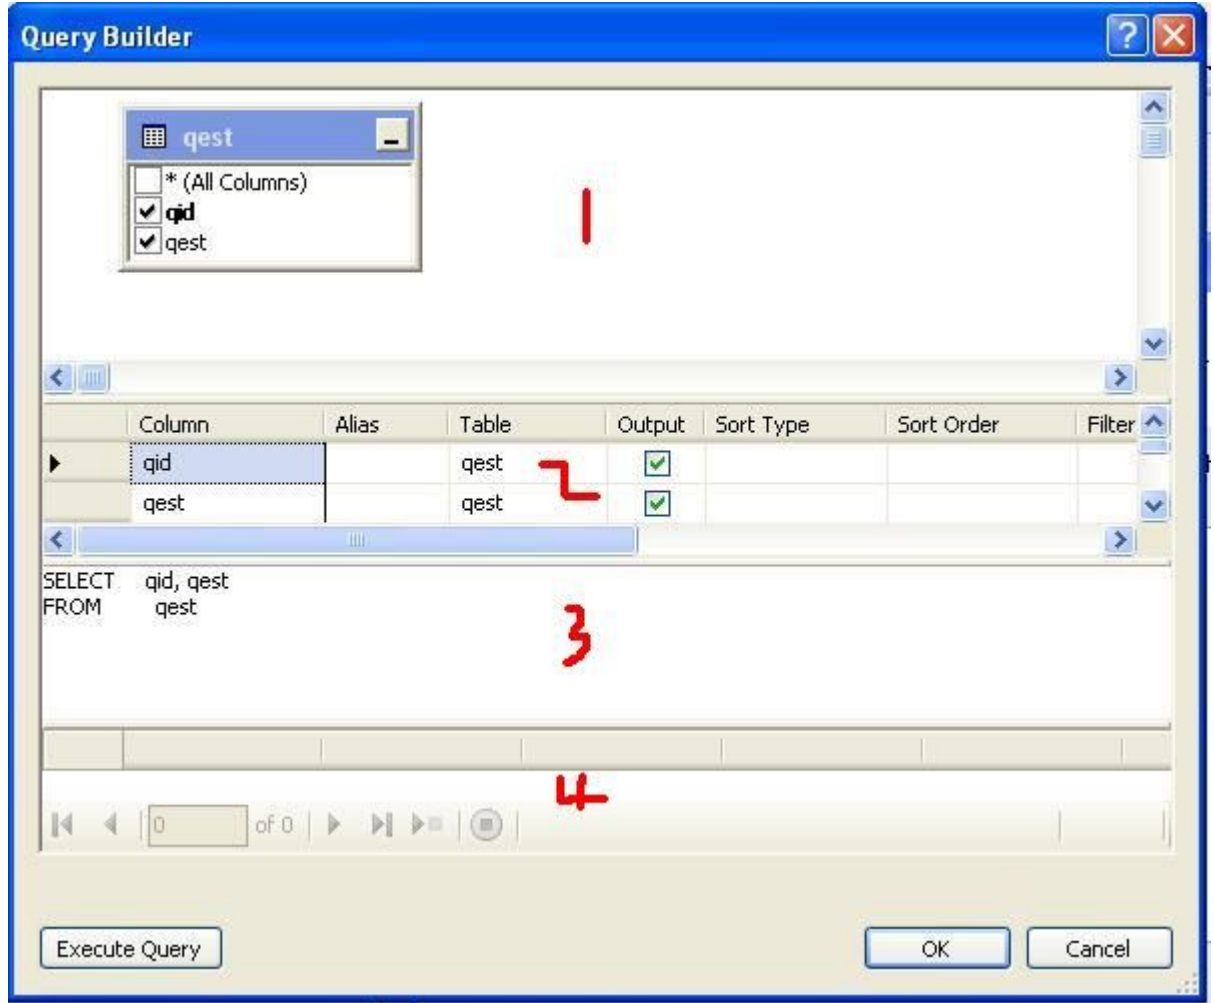 Query Builder
?
qest
* (All Columns)
qid
qest
1
Column Alias Table Output Sort Type Sort Order Filter
qid qest
qest qest
2
SELECT qid, qest
FROM qest
3
4
0 of 0
Execute Query OK Cancel